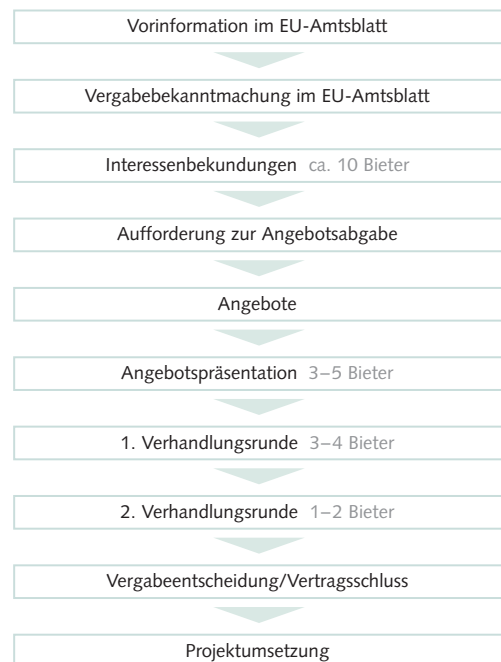 Vorinformation im EU-Amtsblatt
Vergabebekanntmachung im EU-Amtsblatt
Interessenbekundungen ca. 10 Bieter
Aufforderung zur Angebotsabgabe
Angebote
Angebotspräsentation 3–5 Bieter
1. Verhandlungsrunde 3–4 Bieter
2. Verhandlungsrunde 1–2 Bieter
Vergabeentscheidung/Vertragsschluss
Projektumsetzung